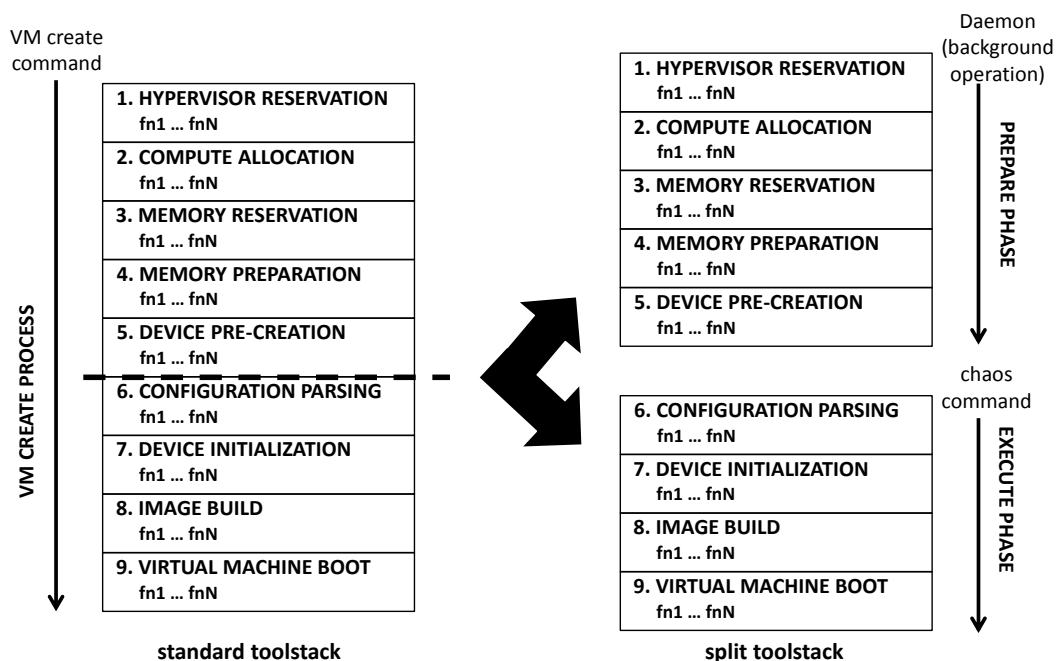 VM create
command
1. HYPERVISOR RESERVATION
fn1 ... fnN
2. COMPUTE ALLOCATION
fn1 ... fnN
3. MEMORY RESERVATION
fn1 ... fnN
4. MEMORY PREPARATION
fn1 ... fnN
5. DEVICE PRE-CREATION
fn1 ... fnN
6. CONFIGURATION PARSING
fn1 ... fnN
7. DEVICE INITIALIZATION
fn1 ... fnN
8. IMAGE BUILD
fn1 ... fnN
9. VIRTUAL MACHINE BOOT
fn1 ... fnN
VM CREATE PROCESS
standard toolstack
Daemon
(background
operation)
1. HYPERVISOR RESERVATION
fn1 ... fnN
2. COMPUTE ALLOCATION
fn1 ... fnN
3. MEMORY RESERVATION
fn1 ... fnN
4. MEMORY PREPARATION
fn1 ... fnN
5. DEVICE PRE-CREATION
fn1 ... fnN
PREPARE PHASE
chaos
command
6. CONFIGURATION PARSING
fn1 ... fnN
7. DEVICE INITIALIZATION
fn1 ... fnN
8. IMAGE BUILD
fn1 ... fnN
9. VIRTUAL MACHINE BOOT
fn1 ... fnN
EXECUTE PHASE
split toolstack